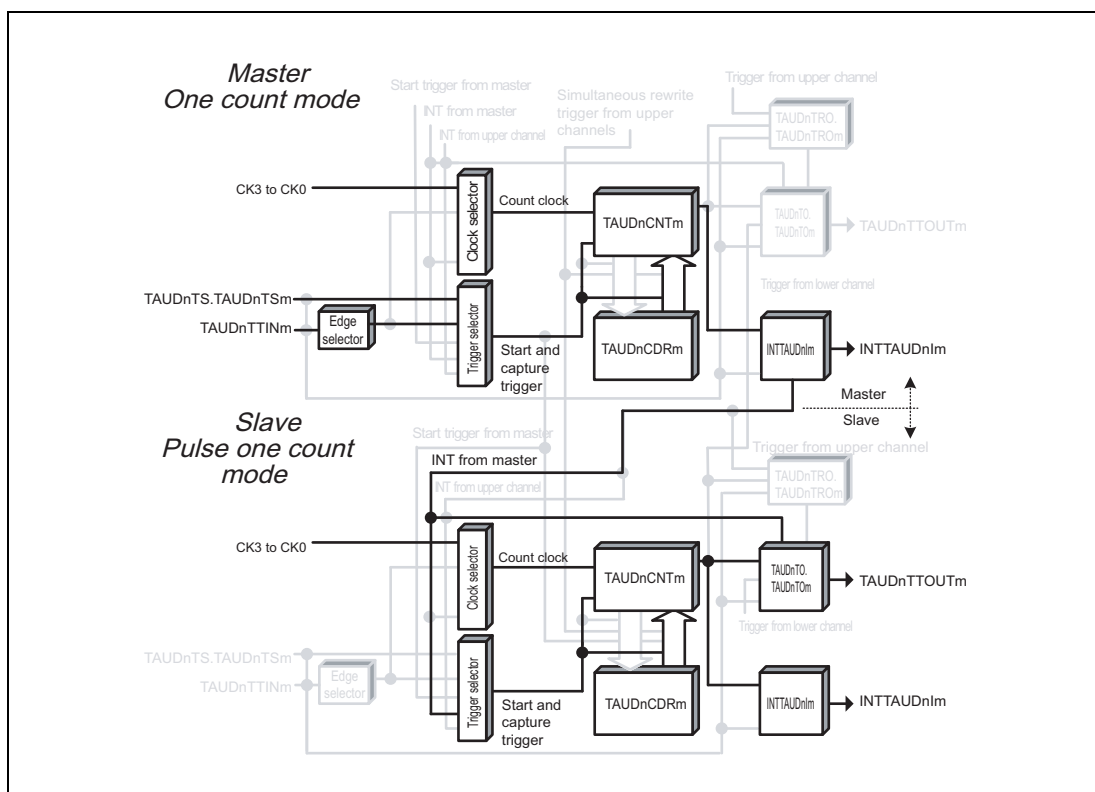 Master
One count mode
Start trigger from master
INT from master
INT from upper channel
Simultaneous rewrite
trigger from upper
channels
Trigger from upper channel
TAUDnTRO.
TAUDnTROm
CK3 to CK0
Clock selector
Count clock
TAUDnCNTm
TAUDnTO.
TAUDnTOm
TAUDnTTOUTm
Trigger from lower channel
TAUDnTS.TAUDnTSm
TAUDnTTINm
Edge
selector
Trigger selector
Start and
capture
trigger
TAUDnCDRm
INTTAUDnIm
INTTAUDnIm
Master
Slave
Slave
Pulse one count
mode
Start trigger from master
INT from master
INT from upper channel
Trigger from upper channel
TAUDnTRO.
TAUDnTROm
CK3 to CK0
Clock selector
Count clock
TAUDnCNTm
TAUDnTO.
TAUDnTOm
TAUDnTTOUTm
Trigger from lower channel
TAUDnTS.TAUDnTSm
TAUDnTTINm
Edge
selector
Trigger selector
Start and
capture
trigger
TAUDnCDRm
INTTAUDnIm
INTTAUDnIm